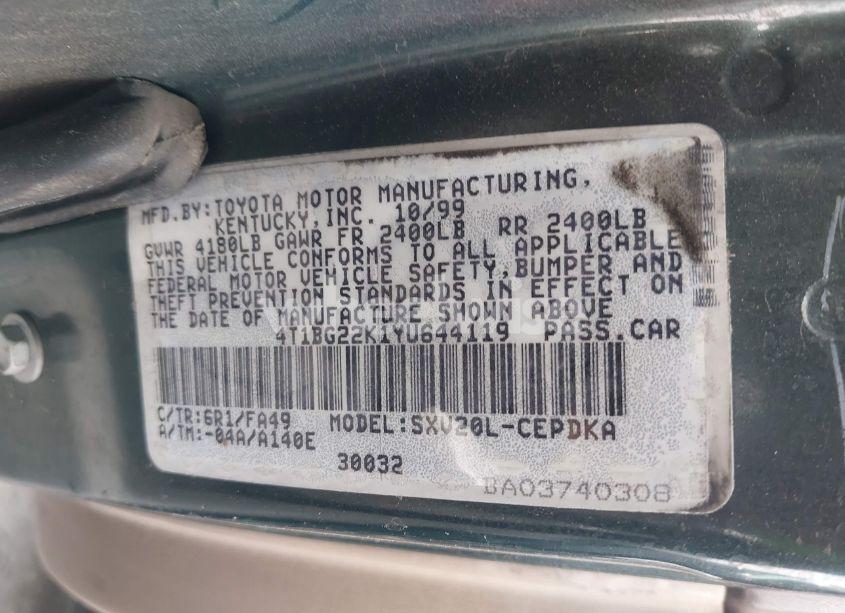 MFD.BY:TOYOTA MOTOR MANUFACTURING,
KENTUCKY,INC. 10/99
GVWR 4180LB GAWR FR 2400LB RR 2400LB
THIS VEHICLE CONFORMS TO ALL APPLICABLE
FEDERAL MOTOR VEHICLE SAFETY,BUMPER AND
THEFT PREVENTION STANDARDS IN EFFECT ON
THE DATE OF MANUFACTURE SHOWN ABOVE
4T1BG22K1YU644119 PASS.CAR
C/TR:6R1/FA49 MODEL:SXV20L-CEPDKA
A/TM:-04A/A140E
30032
BA03740308